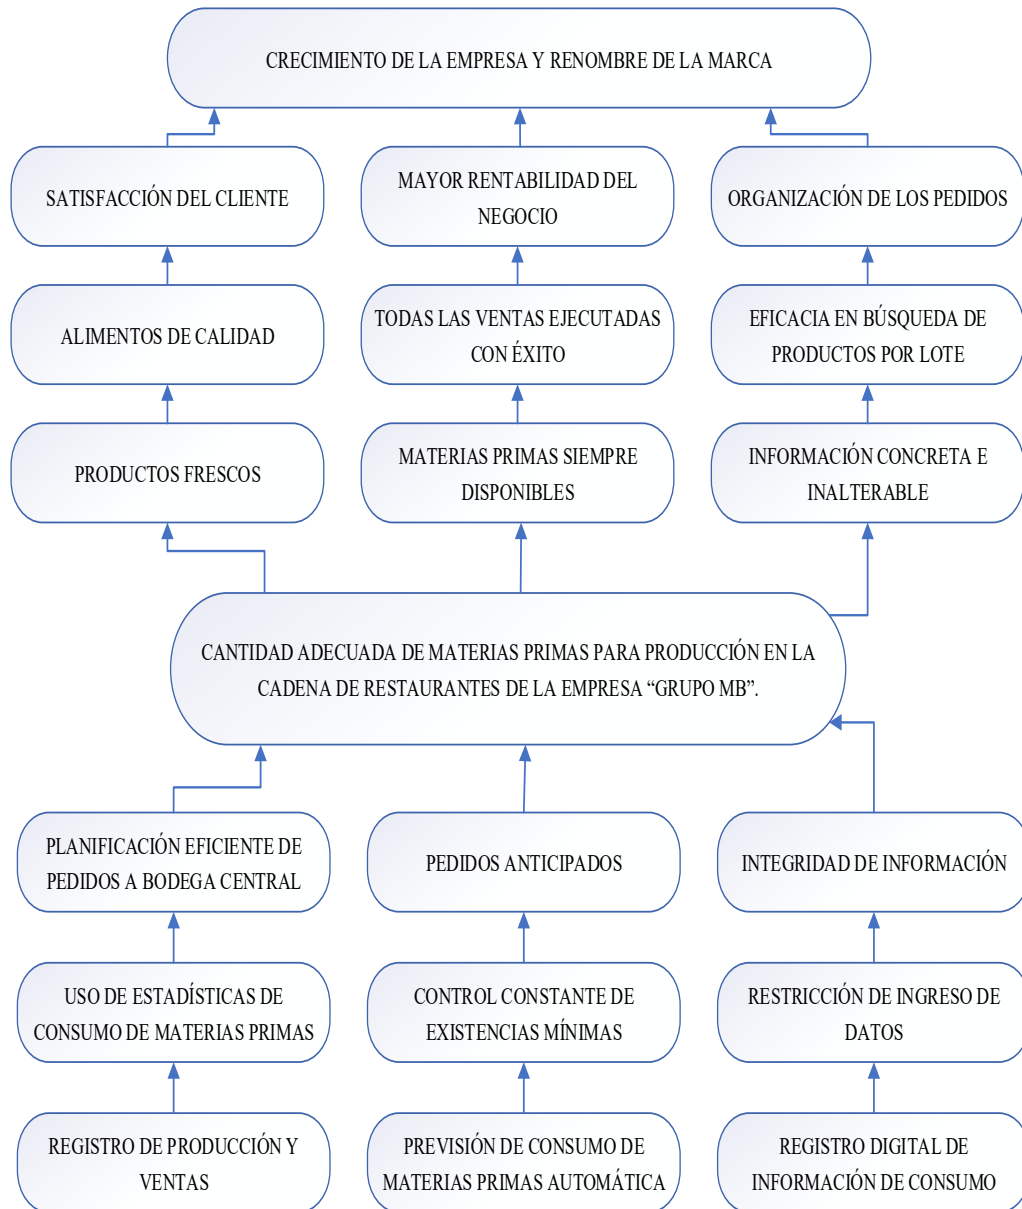 CRECIMIENTO DE LA EMPRESA Y RENOMBRE DE LA MARCA
SATISFACCIÓN DEL CLIENTE
MAYOR RENTABILIDAD DEL
NEGOCIO
ORGANIZACIÓN DE LOS PEDIDOS
ALIMENTOS DE CALIDAD
TODAS LAS VENTAS EJECUTADAS
CON ÉXITO
EFICACIA EN BÚSQUEDA DE
PRODUCTOS POR LOTE
PRODUCTOS FRESCOS
MATERIAS PRIMAS SIEMPRE
DISPONIBLES
INFORMACIÓN CONCRETA E
INALTERABLE
CANTIDAD ADECUADA DE MATERIAS PRIMAS PARA PRODUCCIÓN EN LA
CADENA DE RESTAURANTES DE LA EMPRESA “GRUPO MB”.
PLANIFICACIÓN EFICIENTE DE
PEDIDOS A BODEGA CENTRAL
PEDIDOS ANTICIPADOS
INTEGRIDAD DE INFORMACIÓN
USO DE ESTADÍSTICAS DE
CONSUMO DE MATERIAS PRIMAS
CONTROL CONSTANTE DE
EXISTENCIAS MÍNIMAS
RESTRICCIÓN DE INGRESO DE
DATOS
REGISTRO DE PRODUCCIÓN Y
VENTAS
PREVISIÓN DE CONSUMO DE
MATERIAS PRIMAS AUTOMÁTICA
REGISTRO DIGITAL DE
INFORMACIÓN DE CONSUMO